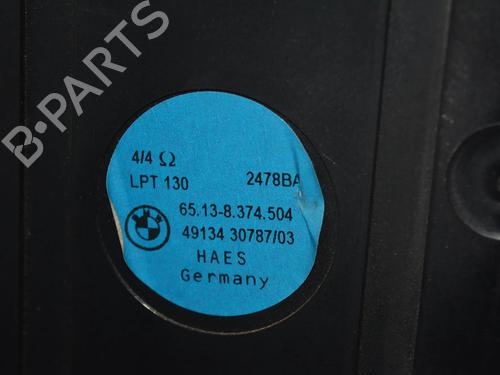 B-PARTS
4/4 Ω
LPT 130 2478BA
65.13-8.374.504
49134 30787/03
HAES
Germany